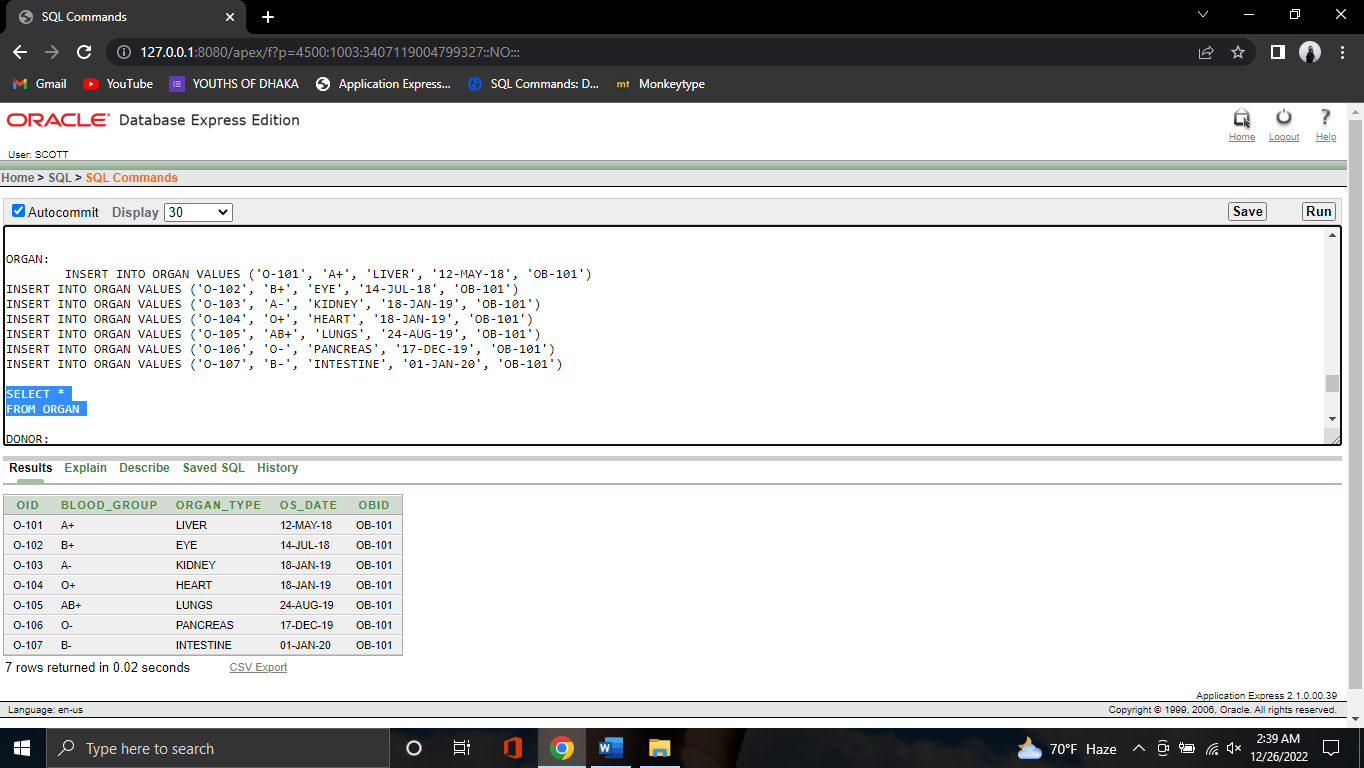 SQL Commands
127.0.0.1:8080/apex/f?p=4500:1003:3407119004799327::NO:::
Gmail YouTube YOUTHS OF DHAKA Application Express... SQL Commands: D... mt Monkeytype
ORACLE Database Express Edition
Home Logout Help
User: SCOTT
Home > SQL > SQL Commands
Autocommit Display 30 Save Run
ORGAN:
INSERT INTO ORGAN VALUES ('O-101', 'A+', 'LIVER', '12-MAY-18', 'OB-101')
INSERT INTO ORGAN VALUES ('O-102', 'B+', 'EYE', '14-JUL-18', 'OB-101')
INSERT INTO ORGAN VALUES ('O-103', 'A-', 'KIDNEY', '18-JAN-19', 'OB-101')
INSERT INTO ORGAN VALUES ('O-104', 'O+', 'HEART', '18-JAN-19', 'OB-101')
INSERT INTO ORGAN VALUES ('O-105', 'AB+', 'LUNGS', '24-AUG-19', 'OB-101')
INSERT INTO ORGAN VALUES ('O-106', 'O-', 'PANCREAS', '17-DEC-19', 'OB-101')
INSERT INTO ORGAN VALUES ('O-107', 'B-', 'INTESTINE', '01-JAN-20', 'OB-101')
SELECT *
FROM ORGAN
DONOR:
Results Explain Describe Saved SQL History
OID BLOOD_GROUP ORGAN_TYPE OS_DATE OBID
O-101 A+ LIVER 12-MAY-18 OB-101
O-102 B+ EYE 14-JUL-18 OB-101
O-103 A- KIDNEY 18-JAN-19 OB-101
O-104 O+ HEART 18-JAN-19 OB-101
O-105 AB+ LUNGS 24-AUG-19 OB-101
O-106 O- PANCREAS 17-DEC-19 OB-101
O-107 B- INTESTINE 01-JAN-20 OB-101
7 rows returned in 0.02 seconds CSV Export
Application Express 2.1.0.00.39
Language: en-us Copyright © 1999, 2006, Oracle. All rights reserved.
Type here to search 70°F Haze 2:39 AM
12/26/2022